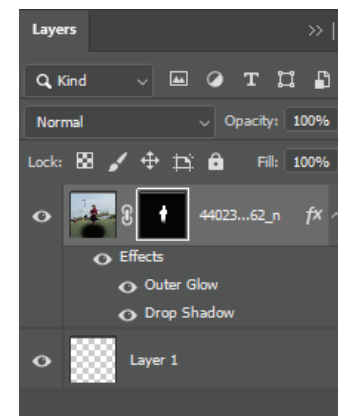 Layers
Kind
Normal Opacity: 100%
Lock: Fill: 100%
44023...62_n fx
Effects
Outer Glow
Drop Shadow
Layer 1